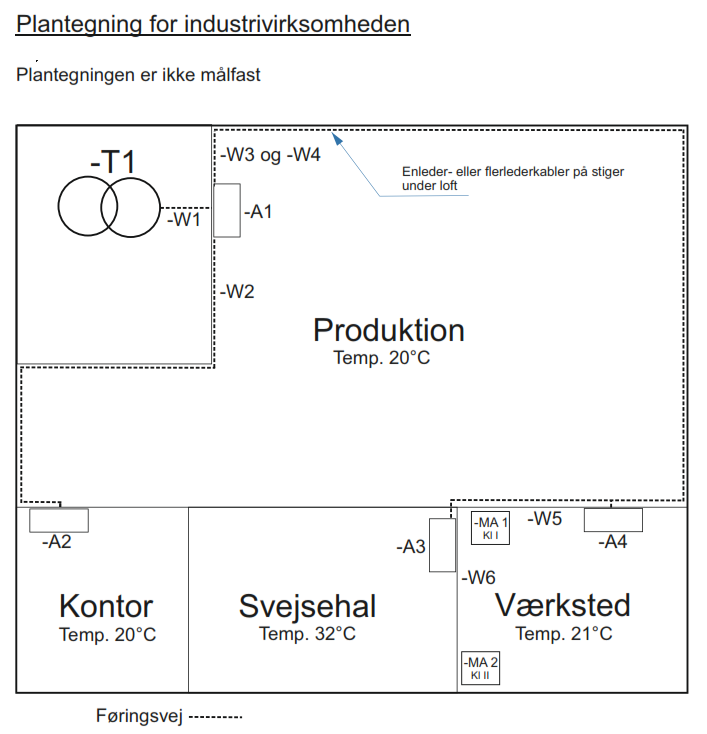 Plantegning for industrivirksomheden
Plantegningen er ikke målfast
-T1
-W3 og -W4
Enleder- eller flerlederkabler på stiger
under loft
-W1
-A1
-W2
Produktion
Temp. 20°C
-A2
-A3
-MA 1
Kl I
-W5
-A4
-W6
Kontor
Temp. 20°C
Svejsehal
Temp. 32°C
Værksted
Temp. 21°C
-MA 2
Kl II
Føringsvej